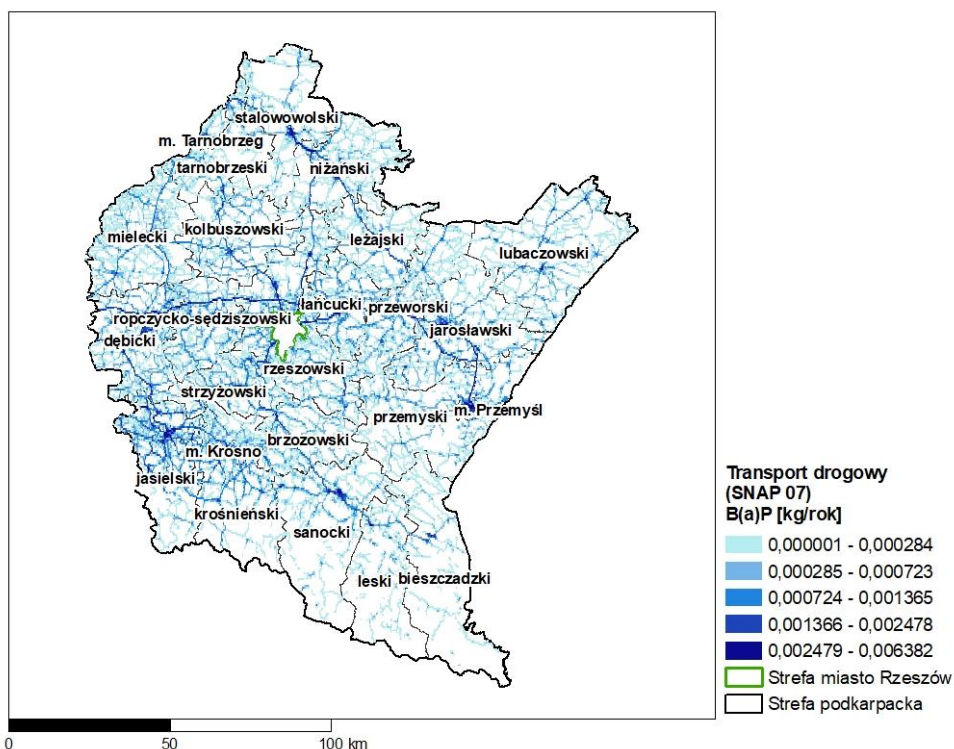 stalowowolski
m. Tarnobrzeg
tarnobrzeski
niżański
kolbuszowski
mielecki
leżajski
lubaczowski
łańcucki
przeworski
ropczycko-sędziszowski
jarosławski
dębicki
rzeszowski
strzyżowski
m. Przemyśl
przemyski
brzozowski
m. Krosno
jasielski
krośnieński
sanocki
leski
bieszczadzki
Transport drogowy
(SNAP 07)
B(a)P [kg/rok]
0,000001 - 0,000284
0,000285 - 0,000723
0,000724 - 0,001365
0,001366 - 0,002478
0,002479 - 0,006382
Strefa miasto Rzeszów
Strefa podkarpacka
0 50 100 km